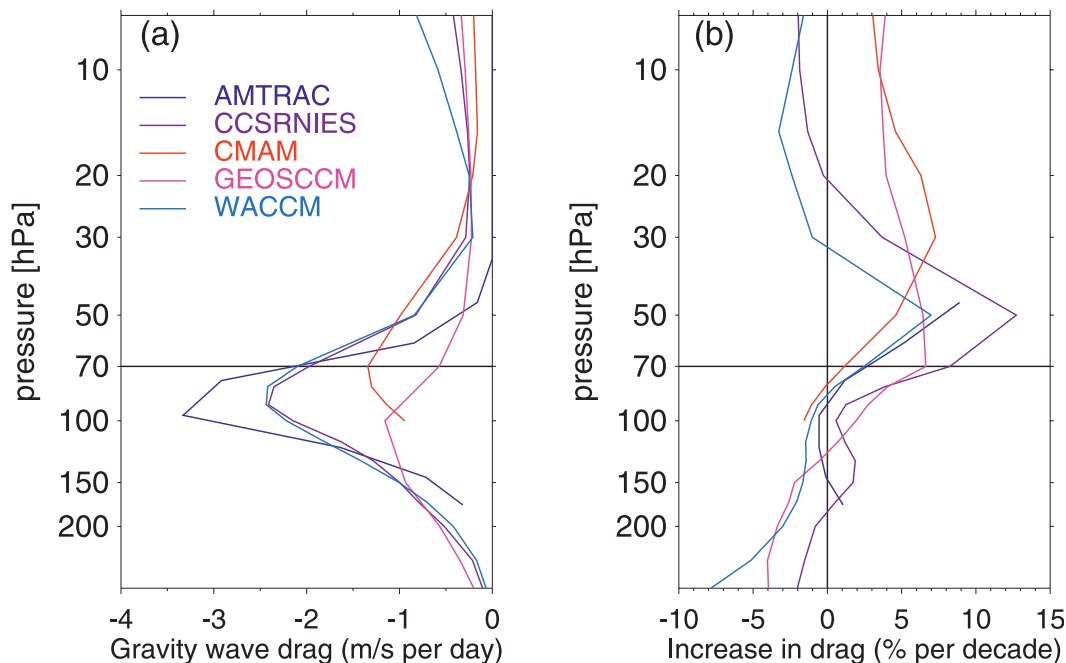 (a)
AMTRAC
CCSRNIES
CMAM
GEOSCCM
WACCM
pressure [hPa]
10
20
30
50
70
100
150
200
-4 -3 -2 -1 0
Gravity wave drag (m/s per day)
(b)
pressure [hPa]
10
20
30
50
70
100
150
200
-10 -5 0 5 10 15
Increase in drag (% per decade)